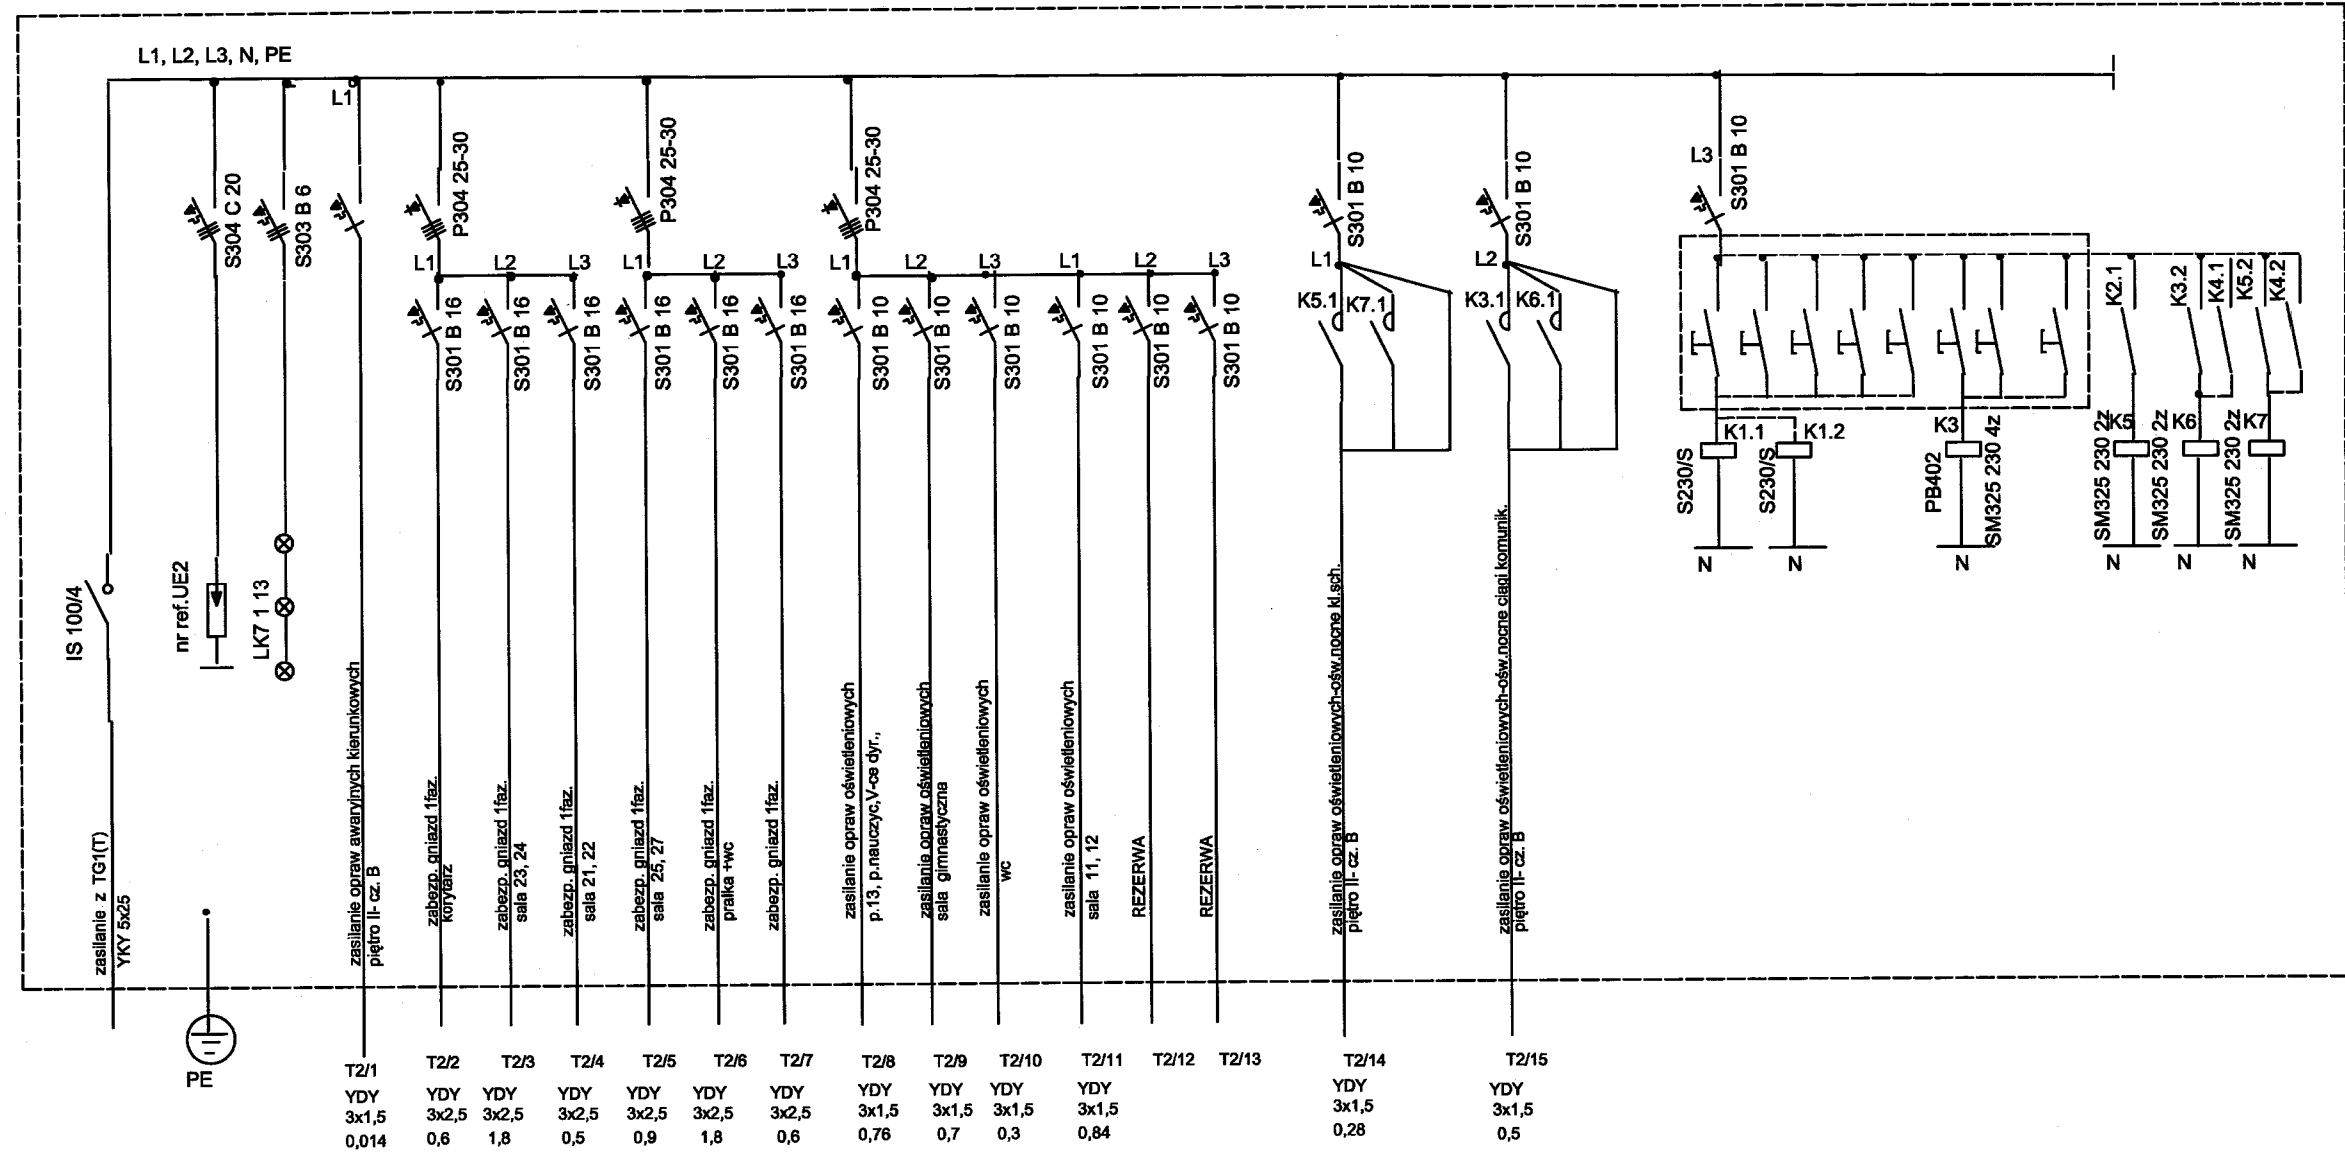 L1, L2, L3, N, PE
IS 100/4
zasilanie z TG1(T)
YKY 5x25
S304 C 20
nr ref.UE2
PE
S303 B 6
LK7 1 13
L1
zasilanie opraw awaryjnych kierunkowych
piętro II- cz. B
P304 25-30
L1
L2
L3
S301 B 16
S301 B 16
S301 B 16
zabezp. gniazd 1faz.
korytarz
zabezp. gniazd 1faz.
sala 23, 24
zabezp. gniazd 1faz.
sala 21, 22
P304 25-30
L1
L2
L3
S301 B 16
S301 B 16
S301 B 16
zabezp. gniazd 1faz.
sala 25, 27
zabezp. gniazd 1faz.
pralka +wc
zabezp. gniazd 1faz.
P304 25-30
L1
L2
L3
L1
L2
L3
S301 B 10
S301 B 10
S301 B 10
S301 B 10
S301 B 10
S301 B 10
zasilanie opraw oświetleniowych
p.13, p.nauczyc,V-ce dyr.,
zasilanie opraw oświetleniowych
sala gimnastyczna
zasilanie opraw oświetleniowych
wc
zasilanie opraw oświetleniowych
sala 11, 12
REZERWA
REZERWA
S301 B 10
L1
K5.1
K7.1
zasilanie opraw oświetleniowych-ośw.nocne kl.sch.
piętro II- cz. B
S301 B 10
L2
K3.1
K6.1
zasilanie opraw oświetleniowych-ośw.nocne ciągi komunik.
piętro II- cz. B
L3
S301 B 10
K2.1
K3.2
K4.1
K5.2
K4.2
K1.1
K1.2
K3
K5
K6
K7
S230/S
S230/S
PB402
SM325 230 4z
SM325 230 2z
SM325 230 2z
SM325 230 2z
N
N
N
N
N
N
T2/1
YDY
3x1,5
0,014
T2/2
YDY
3x2,5
0,6
T2/3
YDY
3x2,5
1,8
T2/4
YDY
3x2,5
0,5
T2/5
YDY
3x2,5
0,9
T2/6
YDY
3x2,5
1,8
T2/7
YDY
3x2,5
0,6
T2/8
YDY
3x1,5
0,76
T2/9
YDY
3x1,5
0,7
T2/10
YDY
3x1,5
0,3
T2/11
YDY
3x1,5
0,84
T2/12
T2/13
T2/14
YDY
3x1,5
0,28
T2/15
YDY
3x1,5
0,5